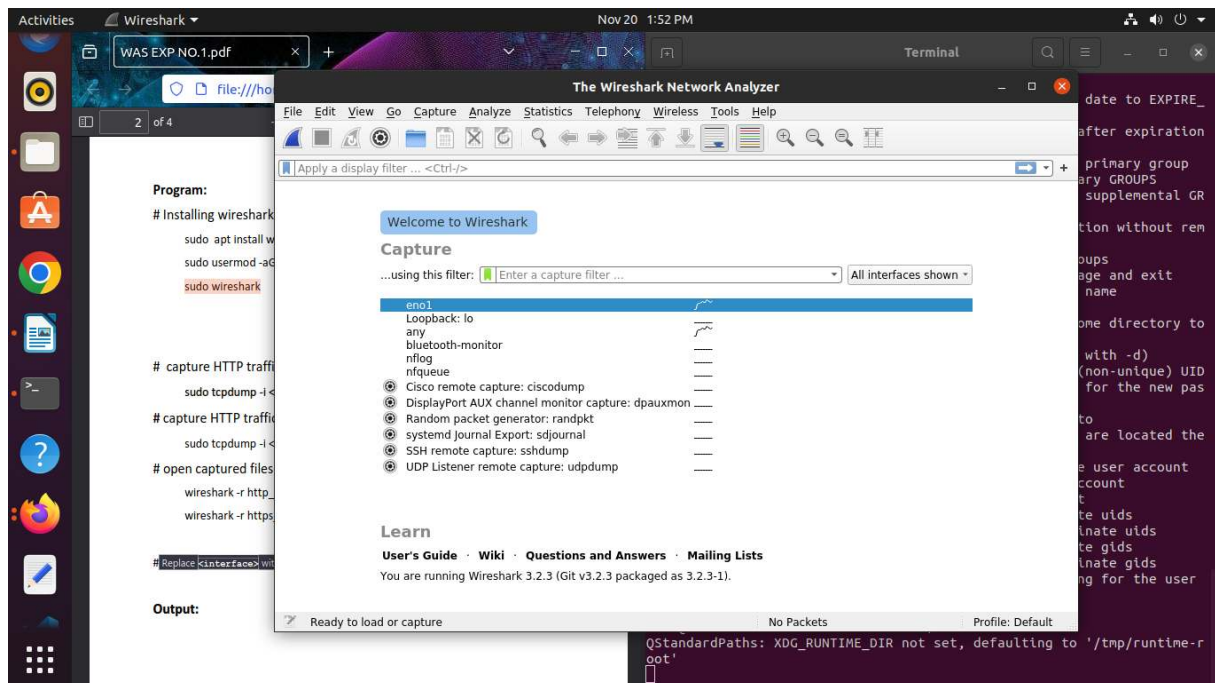 Activities Wireshark Nov 20 1:52 PM
WAS EXP NO.1.pdf
Terminal
file:///ho
2 of 4
Program:
# Installing wireshark
sudo apt install w
sudo usermod -aG
sudo wireshark
# capture HTTP traffi
sudo tcpdump -i <
# capture HTTP traffic
sudo tcpdump -i <
# open captured files
wireshark -r http_
wireshark -r https
# Replace <interface> wit
Output:
The Wireshark Network Analyzer
File Edit View Go Capture Analyze Statistics Telephony Wireless Tools Help
Apply a display filter ... <Ctrl-/>
Welcome to Wireshark
Capture
...using this filter: Enter a capture filter ... All interfaces shown
eno1
Loopback: lo
any
bluetooth-monitor
nflog
nfqueue
Cisco remote capture: ciscodump
DisplayPort AUX channel monitor capture: dpauxmon
Random packet generator: randpkt
systemd Journal Export: sdjournal
SSH remote capture: sshdump
UDP Listener remote capture: udpdump
Learn
User's Guide · Wiki · Questions and Answers · Mailing Lists
You are running Wireshark 3.2.3 (Git v3.2.3 packaged as 3.2.3-1).
Ready to load or capture No Packets Profile: Default
date to EXPIRE_
after expiration
primary group
ary GROUPS
supplemental GR
tion without rem
oups
age and exit
name
ome directory to
with -d)
(non-unique) UID
for the new pas
to
are located the
e user account
ccount
t
te uids
inate uids
te gids
inate gids
ng for the user
QStandardPaths: XDG_RUNTIME_DIR not set, defaulting to '/tmp/runtime-r
oot'